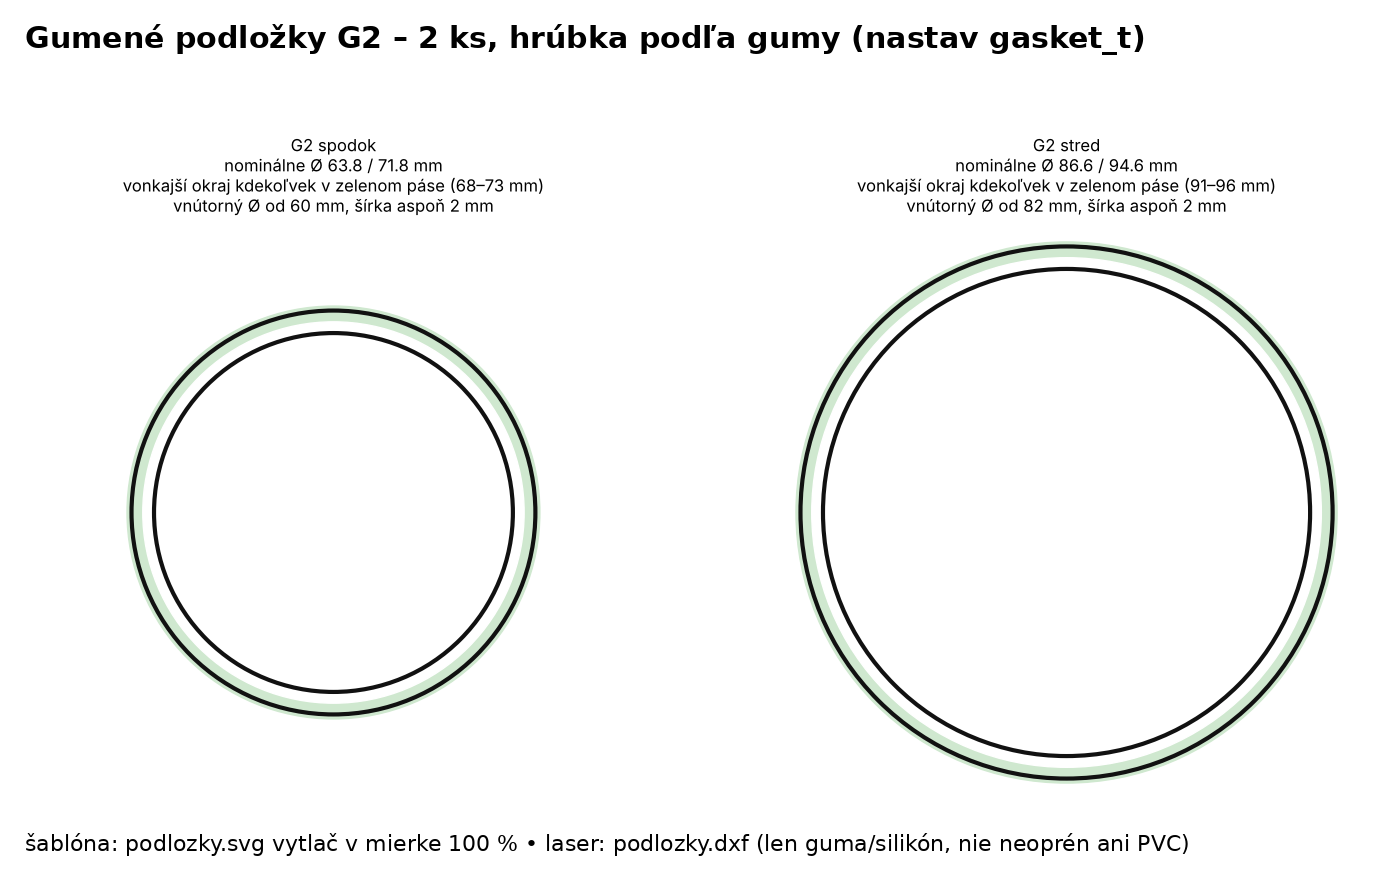 Gumené podložky G2 – 2 ks, hrúbka podľa gumy (nastav gasket_t)
G2 spodok
nominálne Ø 63.8 / 71.8 mm
vonkajší okraj kdekoľvek v zelenom páse (68–73 mm)
vnútorný Ø od 60 mm, šírka aspoň 2 mm
G2 stred
nominálne Ø 86.6 / 94.6 mm
vonkajší okraj kdekoľvek v zelenom páse (91–96 mm)
vnútorný Ø od 82 mm, šírka aspoň 2 mm
šablóna: podlozky.svg vytlač v mierke 100 % • laser: podlozky.dxf (len guma/silikón, nie neoprén ani PVC)